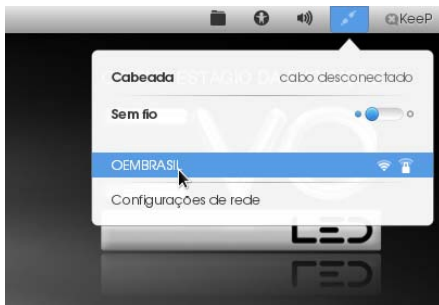 KeeP
Cabeada cabo desconectado
Sem fio
OEMBRASIL
Configurações de rede
LED